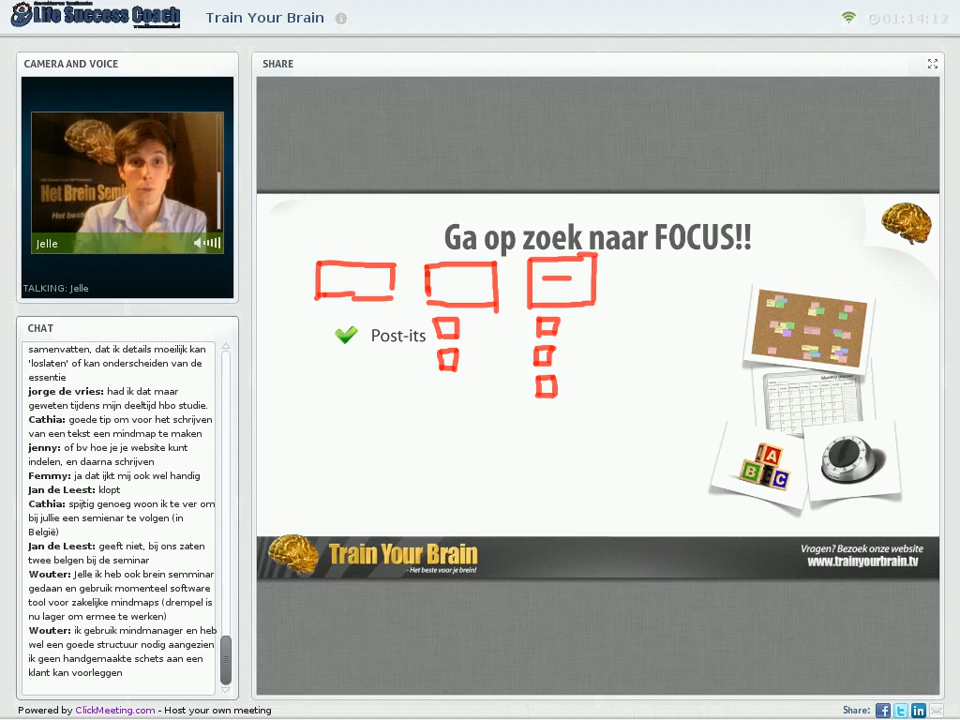 Life Success Coach
Train Your Brain
01:14:12
CAMERA AND VOICE
SHARE
Het Brein Semi
Het beste v
Jelle
TALKING: Jelle
CHAT
samenvatten, dat ik details moeilijk kan
'loslaten' of kan onderscheiden van de
essentie
jorge de vries: had ik dat maar
geweten tijdens mijn deeltijd hbo studie.
Cathia: goede tip om voor het schrijven
van een tekst een mindmap te maken
jenny: of bv hoe je je website kunt
indelen, en daarna schrijven
Femmy: ja dat ijkt mij ook wel handig
Jan de Leest: klopt
Cathia: spijtig genoeg woon ik te ver om
bij jullie een semienar te volgen (in
België)
Jan de Leest: geeft niet, bij ons zaten
twee belgen bij de seminar
Wouter: Jelle ik heb ook brein semminar
gedaan en gebruik momenteel software
tool voor zakelijke mindmaps (drempel is
nu lager om ermee te werken)
Wouter: ik gebruik mindmanager en heb
wel een goede structuur nodig aangezien
ik geen handgemaakte schets aan een
klant kan voorleggen
Ga op zoek naar FOCUS!!
Post-its
A
B C
Train Your Brain
- Het beste voor je brein!
Vragen? Bezoek onze website
www.trainyourbrain.tv
Powered by ClickMeeting.com - Host your own meeting
Share: